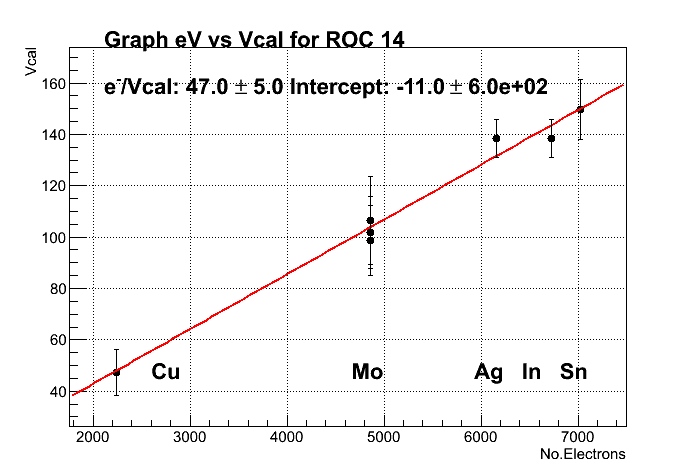 Graph eV vs Vcal for ROC 14
e⁻/Vcal: 47.0 ± 5.0 Intercept: -11.0 ± 6.0e+02
Vcal
160
140
120
100
80
60
40
Cu Mo Ag In Sn
2000 3000 4000 5000 6000 7000
No.Electrons